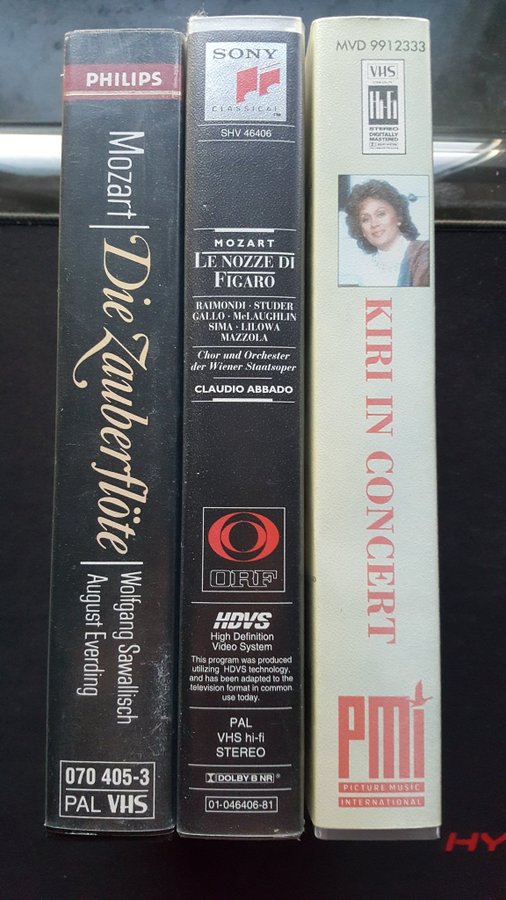 PHILIPS
Mozart | Die Zauberflöte | Wolfgang Sawallisch
August Everding
070 405-3
PAL VHS
SONY
CLASSICAL™
SHV 46406
MOZART
LE NOZZE DI
FIGARO
RAIMONDI · STUDER
GALLO · McLAUGHLIN
SIMA · LILOWA
MAZZOLA
Chor und Orchester
der Wiener Staatsoper
CLAUDIO ABBADO
ORF
HDVS
High Definition
Video System
This program was produced
utilizing HDVS technology,
and has been adapted to the
television format in common
use today.
PAL
VHS hi-fi
STEREO
DOLBY B NR
01-046406-81
MVD 9912333
VHS
Hi-Fi
STEREO
DIGITALLY
MASTERED
KIRI IN CONCERT
PMi
PICTURE MUSIC
INTERNATIONAL
HY